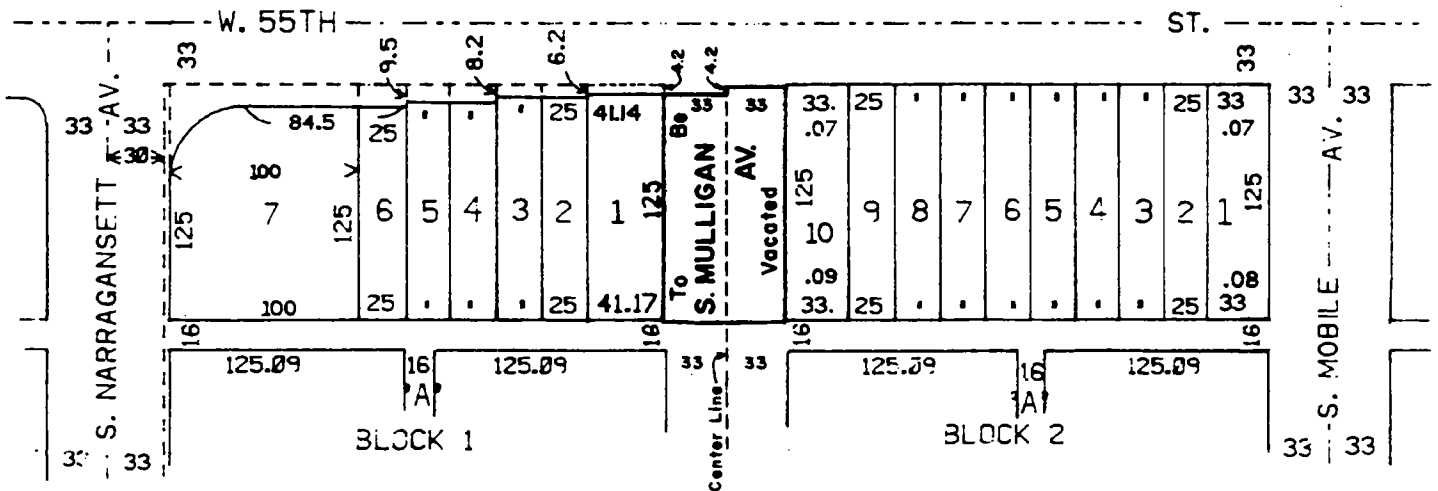 W. 55TH ST.
33 9.5 8.2 6.2 4.2 4.2 33
33 33 84.5 25 " " " 25 41.14 33 33 33. 25 " " " " " " 25 33 33 33
.07 .07
30
100
125 7 125 6 5 4 3 2 1 125 125 9 8 7 6 5 4 3 2 1 125
10
.09 .08
100 25 " " " 25 41.17 33. 25 " " " " " " 25 33
To Be Vacated
S. MULLIGAN AV.
S. NARRAGANSETT AV.
S. MOBILE AV.
16 16 16 16
125.09 16 125.09 33 33 125.09 16 125.09
"A" "A"
BLOCK 1 BLOCK 2
Center Line
33 33 33 33